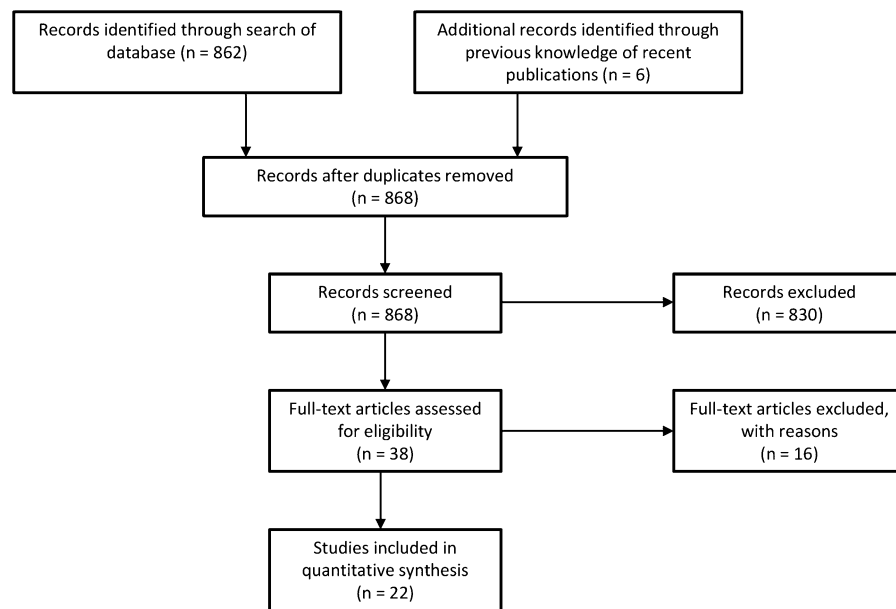 Records identified through search of
database (n = 862)
Additional records identified through
previous knowledge of recent
publications (n = 6)
Records after duplicates removed
(n = 868)
Records screened
(n = 868)
Records excluded
(n = 830)
Full-text articles assessed
for eligibility
(n = 38)
Full-text articles excluded,
with reasons
(n = 16)
Studies included in
quantitative synthesis
(n = 22)